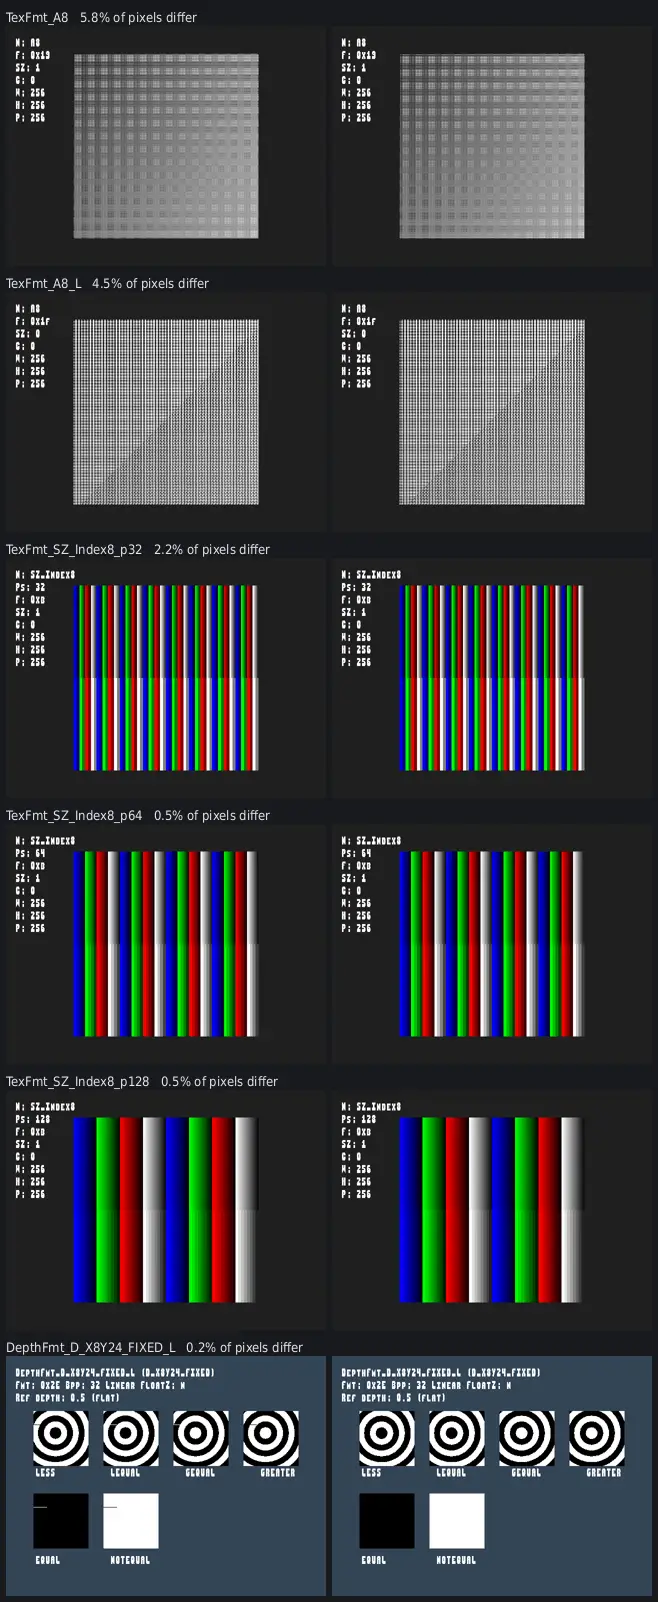 TexFmt_A8 5.8% of pixels differ
N: A8
F: 0x19
SZ: 1
C: 0
W: 256
H: 256
P: 256
N: A8
F: 0x19
SZ: 1
C: 0
W: 256
H: 256
P: 256
TexFmt_A8_L 4.5% of pixels differ
N: A8
F: 0x1f
SZ: 0
C: 0
W: 256
H: 256
P: 256
N: A8
F: 0x1f
SZ: 0
C: 0
W: 256
H: 256
P: 256
TexFmt_SZ_Index8_p32 2.2% of pixels differ
N: SZ_Index8
Ps: 32
F: 0xb
SZ: 1
C: 0
W: 256
H: 256
P: 256
N: SZ_Index8
Ps: 32
F: 0xb
SZ: 1
C: 0
W: 256
H: 256
P: 256
TexFmt_SZ_Index8_p64 0.5% of pixels differ
N: SZ_Index8
Ps: 64
F: 0xb
SZ: 1
C: 0
W: 256
H: 256
P: 256
N: SZ_Index8
Ps: 64
F: 0xb
SZ: 1
C: 0
W: 256
H: 256
P: 256
TexFmt_SZ_Index8_p128 0.5% of pixels differ
N: SZ_Index8
Ps: 128
F: 0xb
SZ: 1
C: 0
W: 256
H: 256
P: 256
N: SZ_Index8
Ps: 128
F: 0xb
SZ: 1
C: 0
W: 256
H: 256
P: 256
DepthFmt_D_X8Y24_FIXED_L 0.2% of pixels differ
DepthFmt_D_X8Y24_FIXED_L (D_X8Y24_FIXED)
Fmt: 0x2E BPP: 32 LINEAR FLOATZ: N
Ref depth: 0.5 (FLAT)
LESS LEQUAL GEQUAL GREATER
EQUAL NOTEQUAL
DepthFmt_D_X8Y24_FIXED_L (D_X8Y24_FIXED)
Fmt: 0x2E BPP: 32 LINEAR FLOATZ: N
Ref depth: 0.5 (FLAT)
LESS LEQUAL GEQUAL GREATER
EQUAL NOTEQUAL